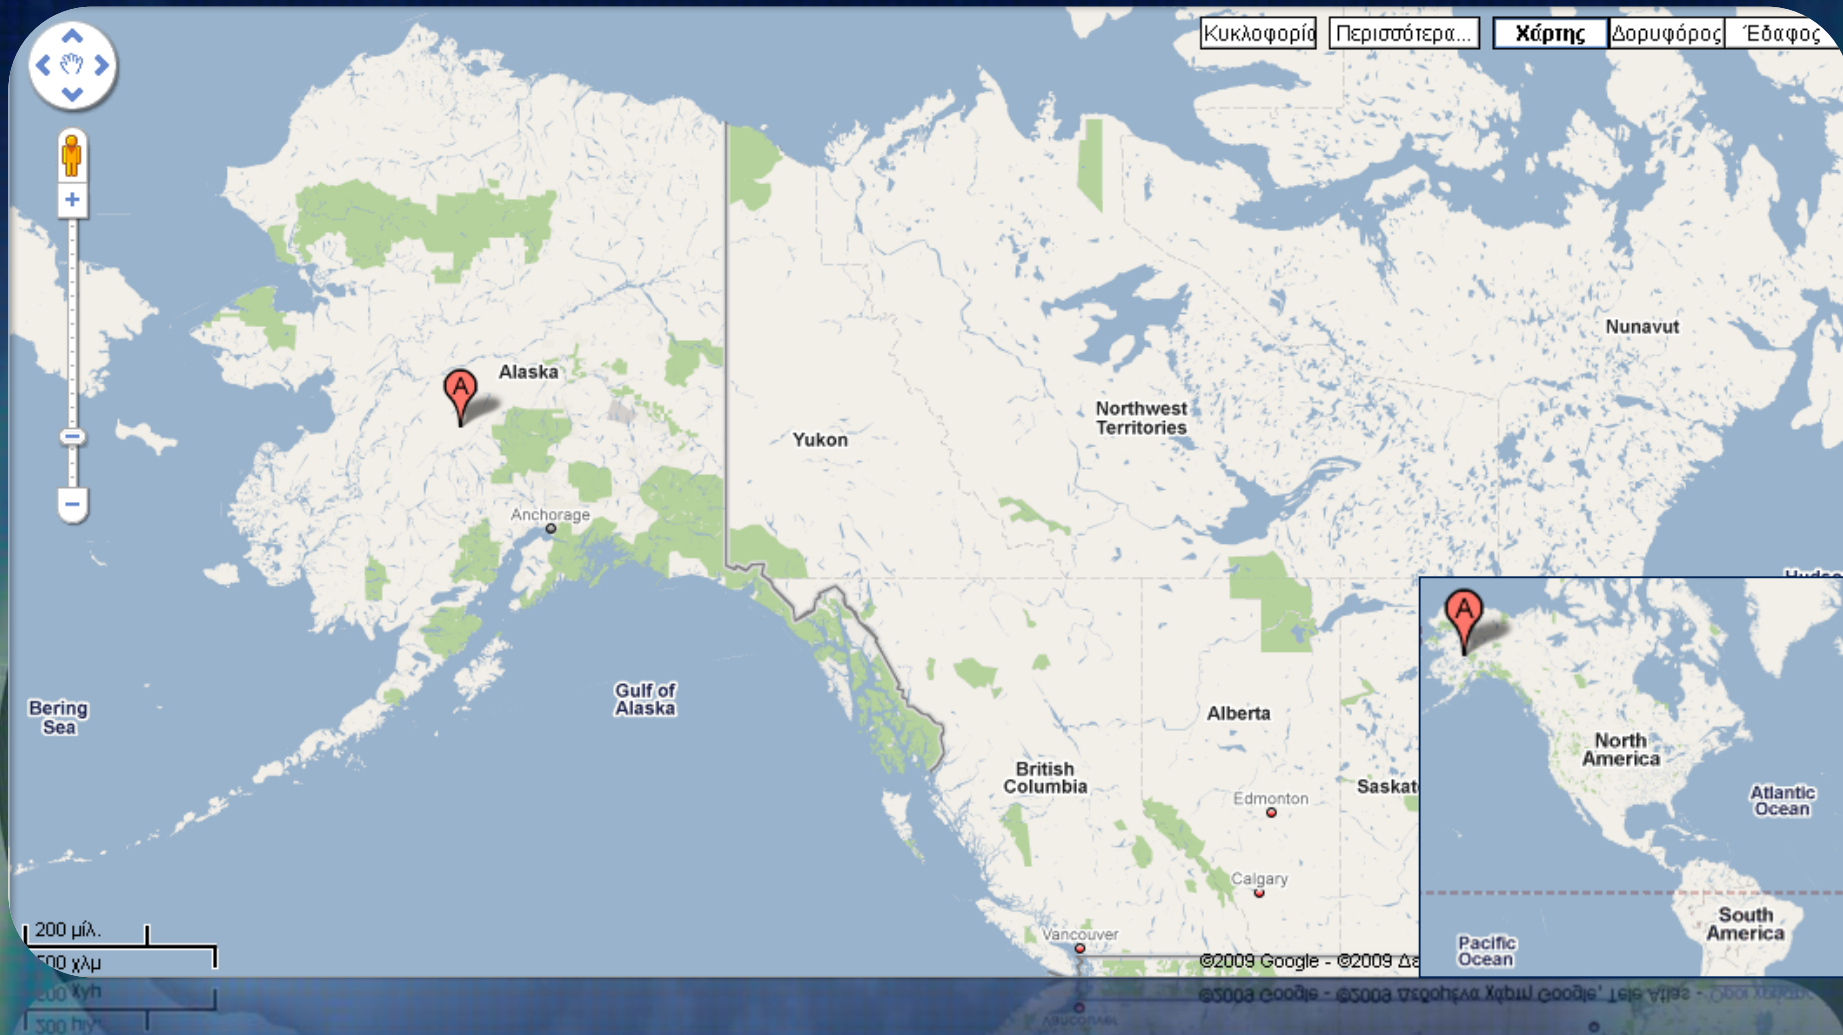 Κυκλοφορία Περισσότερα... Χάρτης Δορυφόρος Έδαφος
Nunavut
Alaska
A
Northwest
Territories
Yukon
Anchorage
Gulf of
Alaska
Bering
Sea
Alberta
British
Columbia
Saskat
Edmonton
Calgary
Vancouver
200 μίλ.
χλμ
©2009 Google - ©2009 Δε
A
North
America
Atlantic
Ocean
South
America
Pacific
Ocean